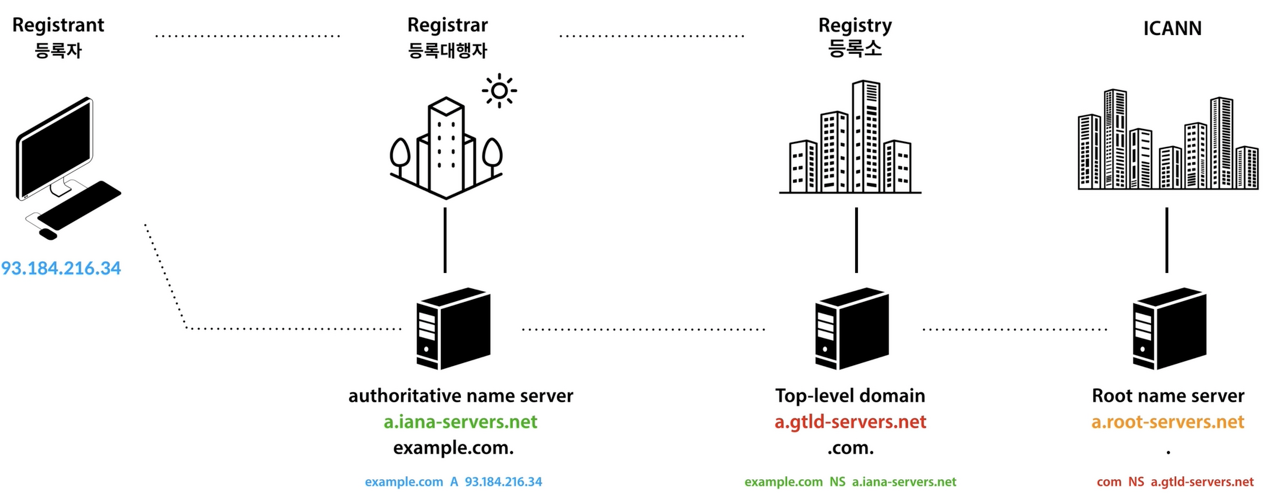 Registrant
등록자
Registrar
등록대행자
Registry
등록소
ICANN
93.184.216.34
authoritative name server
a.iana-servers.net
example.com.
example.com A 93.184.216.34
Top-level domain
a.gtld-servers.net
.com.
example.com NS a.iana-servers.net
Root name server
a.root-servers.net
.
com NS a.gtld-servers.net